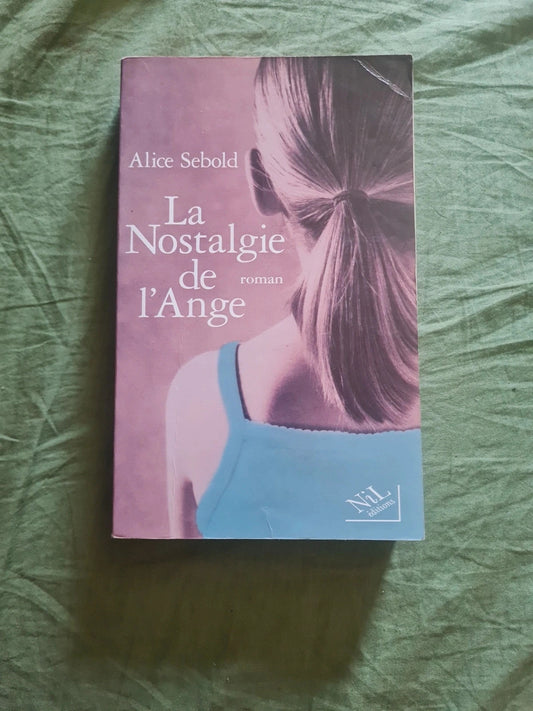 Alice Sebold
La
Nostalgie
de
roman
l'Ange
NiL
éditions